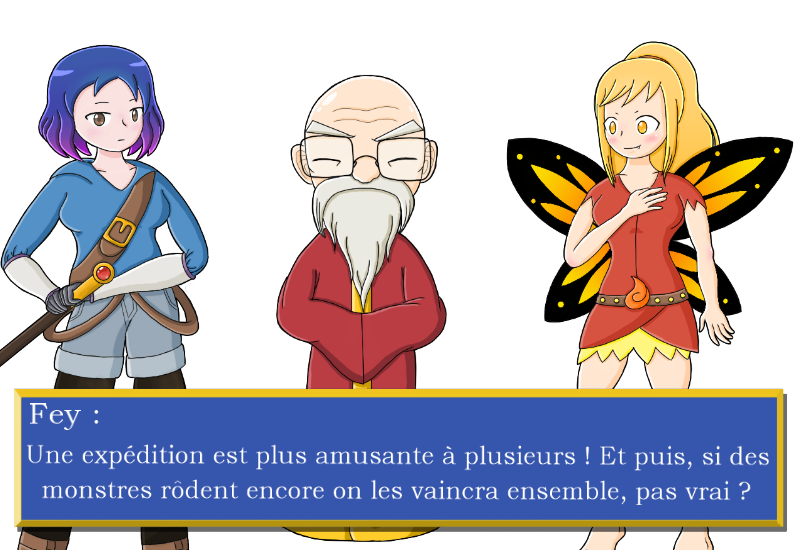 Fey :
Une expédition est plus amusante à plusieurs ! Et puis, si des
monstres rôdent encore on les vaincra ensemble, pas vrai ?